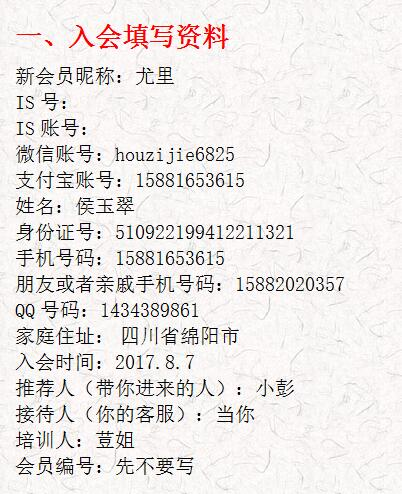 一、入会填写资料
新会员昵称：尤里
IS 号：
IS 账号：
微信账号：houzijie6825
支付宝账号：15881653615
姓名：侯玉翠
身份证号：510922199412211321
手机号码：15881653615
朋友或者亲戚手机号码：15882020357
QQ 号码：1434389861
家庭住址： 四川省绵阳市
入会时间：2017.8.7
推荐人（带你进来的人）：小彭
接待人（你的客服）：当你
培训人：荳姐
会员编号：先不要写